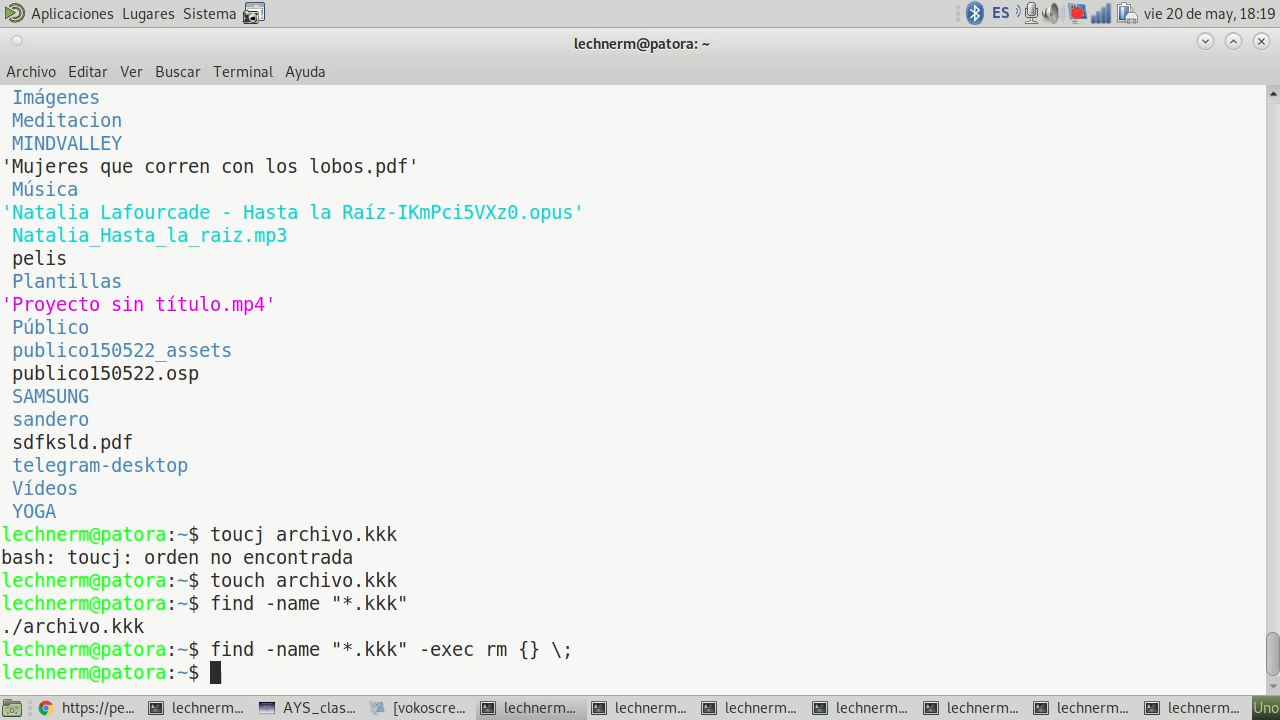 Aplicaciones Lugares Sistema ES vie 20 de may, 18:19
lechnerm@patora: ~
Archivo Editar Ver Buscar Terminal Ayuda
Imágenes
Meditacion
MINDVALLEY
'Mujeres que corren con los lobos.pdf'
Música
'Natalia Lafourcade - Hasta la Raíz-IKmPci5VXz0.opus'
Natalia_Hasta_la_raiz.mp3
pelis
Plantillas
'Proyecto sin título.mp4'
Público
publico150522_assets
publico150522.osp
SAMSUNG
sandero
sdfksld.pdf
telegram-desktop
Vídeos
YOGA
lechnerm@patora:~$ toucj archivo.kkk
bash: toucj: orden no encontrada
lechnerm@patora:~$ touch archivo.kkk
lechnerm@patora:~$ find -name "*.kkk"
./archivo.kkk
lechnerm@patora:~$ find -name "*.kkk" -exec rm {} \;
lechnerm@patora:~$
https://pe... lechnerm... AYS_clas... [vokoscre... lechnerm... lechnerm... lechnerm... lechnerm... lechnerm... lechnerm... lechnerm... Uno